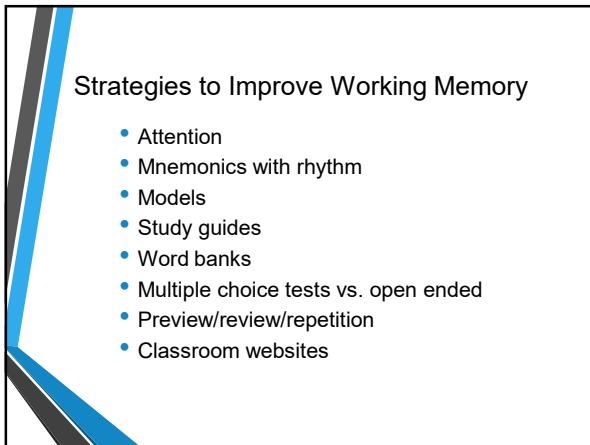 Strategies to Improve Working Memory
• Attention
• Mnemonics with rhythm
• Models
• Study guides
• Word banks
• Multiple choice tests vs. open ended
• Preview/review/repetition
• Classroom websites